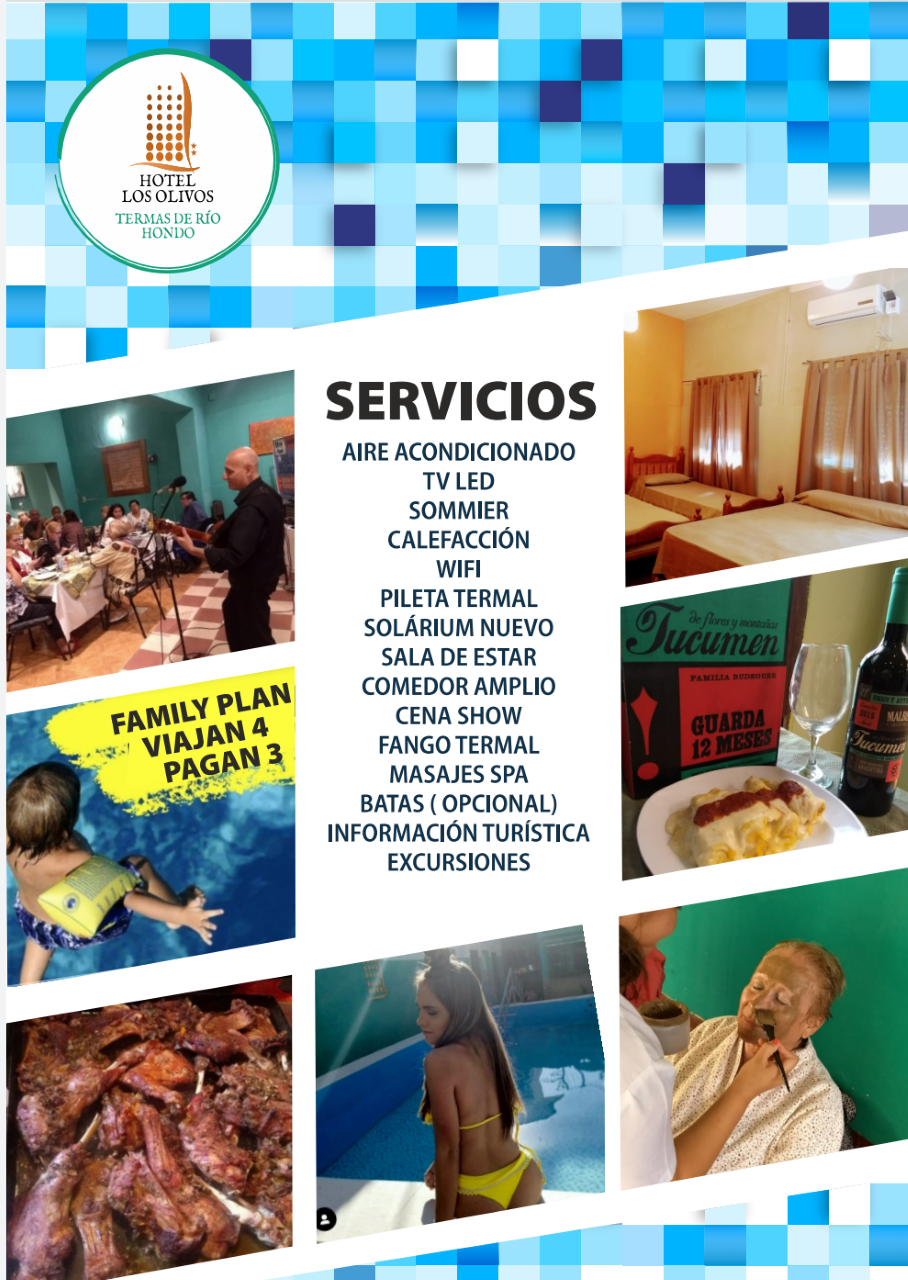 HOTEL
LOS OLIVOS
TERMAS DE RÍO
HONDO
SERVICIOS
AIRE ACONDICIONADO
TV LED
SOMMIER
CALEFACCIÓN
WIFI
PILETA TERMAL
SOLÁRIUM NUEVO
SALA DE ESTAR
COMEDOR AMPLIO
CENA SHOW
FANGO TERMAL
MASAJES SPA
BATAS ( OPCIONAL)
INFORMACIÓN TURÍSTICA
EXCURSIONES
FAMILY PLAN
VIAJAN 4
PAGAN 3
de flores y montañas
Tucumen
FAMILIA BUDEGUER
GUARDA
12 MESES
2015
Tucumen